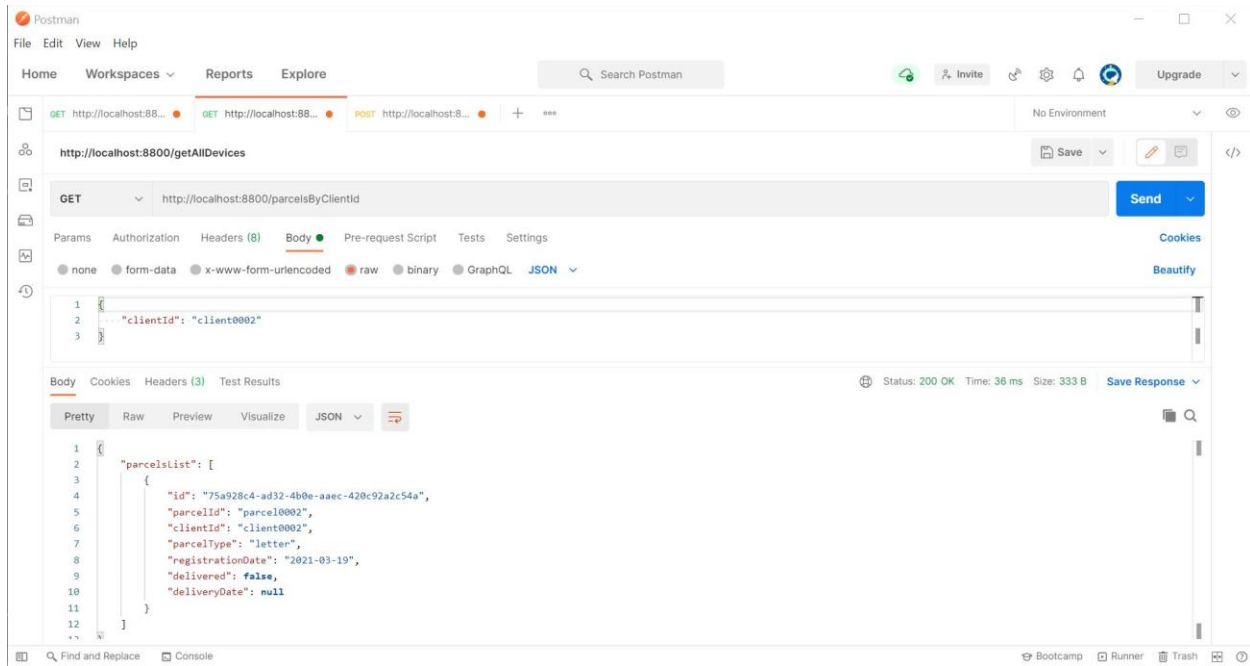 Postman
File Edit View Help
Home Workspaces Reports Explore Search Postman Invite Upgrade
GET http://localhost:88... GET http://localhost:88... POST http://localhost:8... + ooo No Environment
http://localhost:8800/getAllDevices Save </>
GET http://localhost:8800/parcelsByClientId Send
Params Authorization Headers (8) Body Pre-request Script Tests Settings Cookies
none form-data x-www-form-urlencoded raw binary GraphQL JSON Beautify
1 {
2 "clientId": "client0002"
3 }
Body Cookies Headers (3) Test Results Status: 200 OK Time: 36 ms Size: 333 B Save Response
Pretty Raw Preview Visualize JSON
1 {
2 "parcelsList": [
3 {
4 "id": "75a928c4-ad32-4b0e-aaec-420c92a2c54a",
5 "parcelId": "parcel0002",
6 "clientId": "client0002",
7 "parcelType": "letter",
8 "registrationDate": "2021-03-19",
9 "delivered": false,
10 "deliveryDate": null
11 }
12 ]
13 }
Find and Replace Console Bootcamp Runner Trash